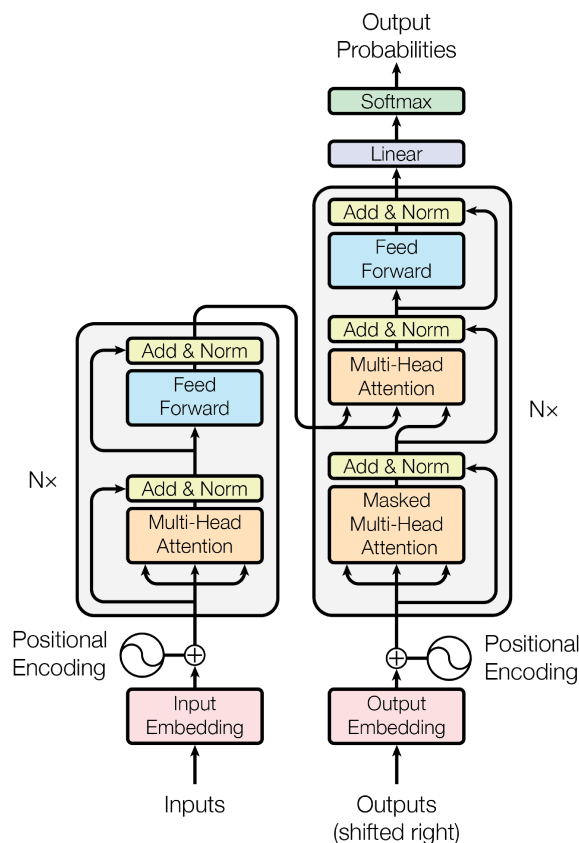 Output
Probabilities
Softmax
Linear
Add & Norm
Feed
Forward
Add & Norm
Multi-Head
Attention
Add & Norm
Masked
Multi-Head
Attention
N×
Add & Norm
Feed
Forward
Add & Norm
Multi-Head
Attention
N×
Positional
Encoding
Positional
Encoding
Input
Embedding
Output
Embedding
Inputs
Outputs
(shifted right)